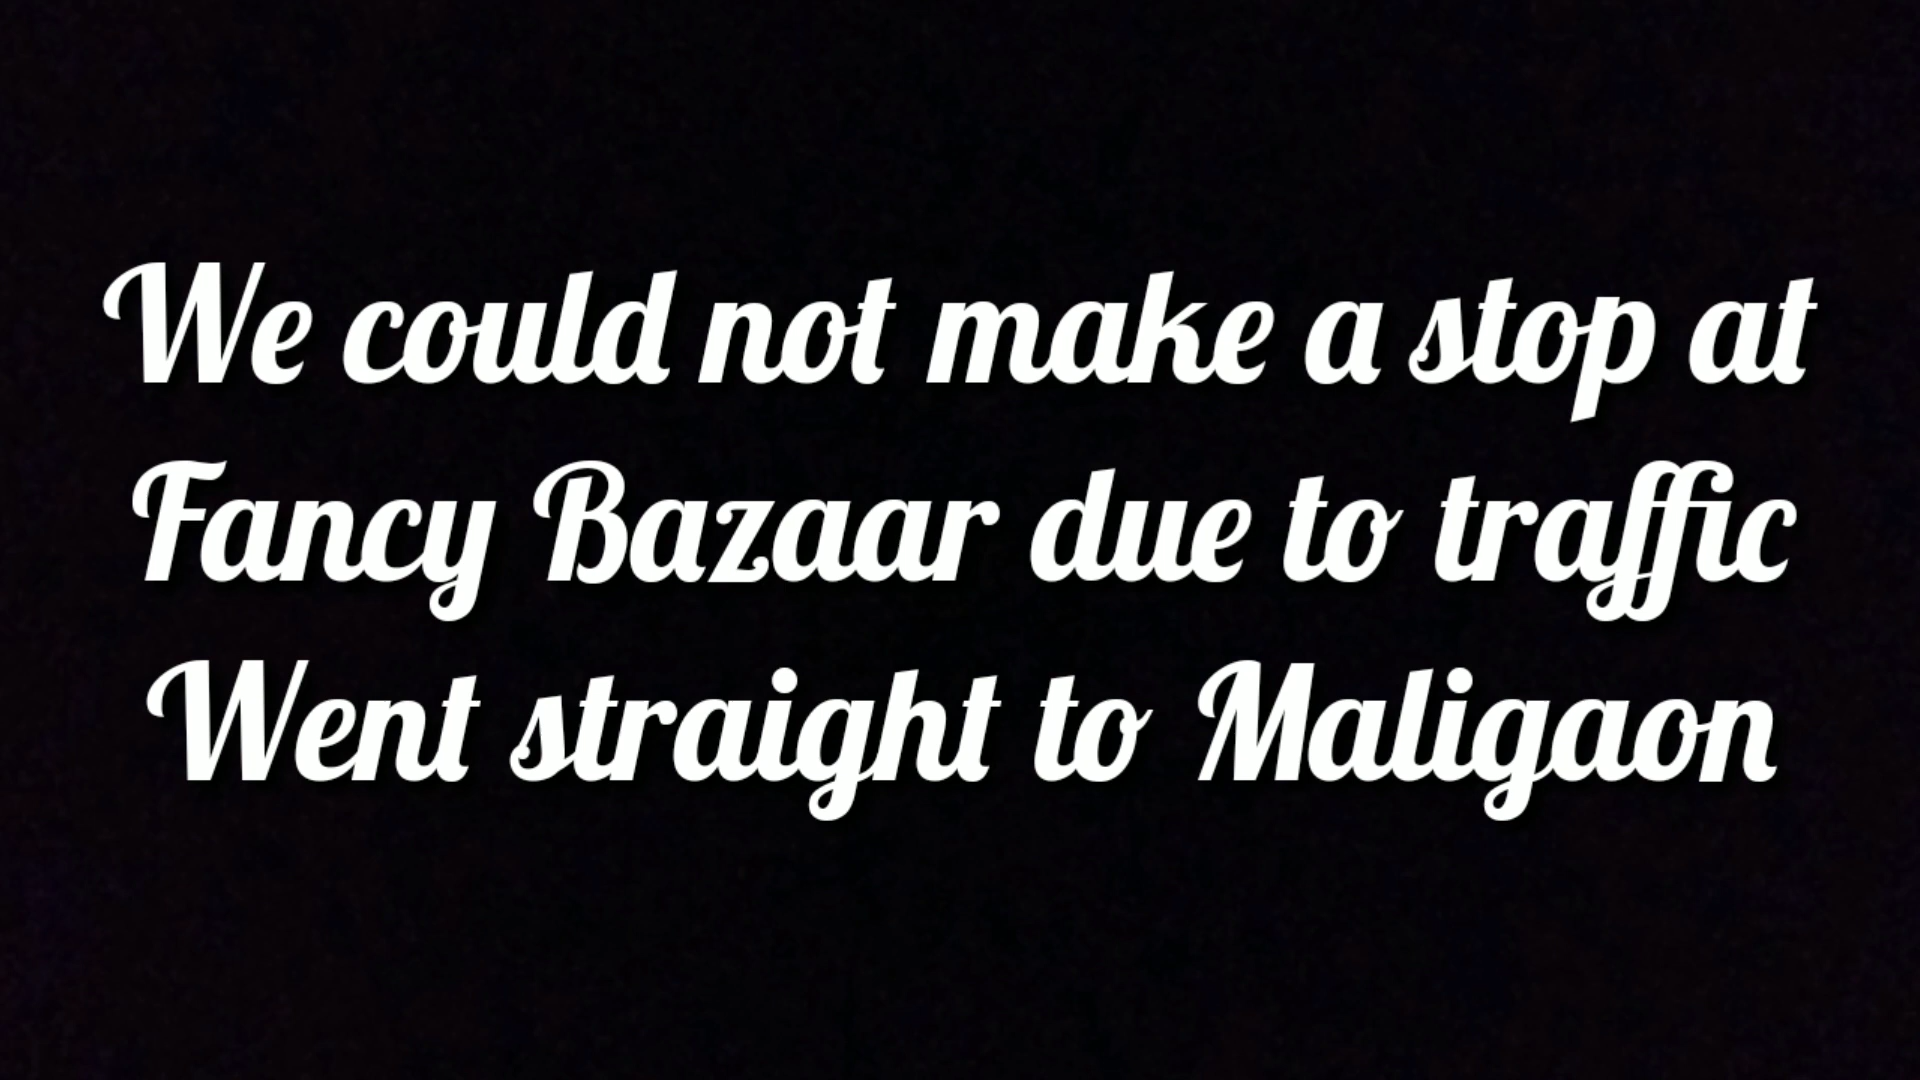 We could not make a stop at
Fancy Bazaar due to traffic
Went straight to Maligaon